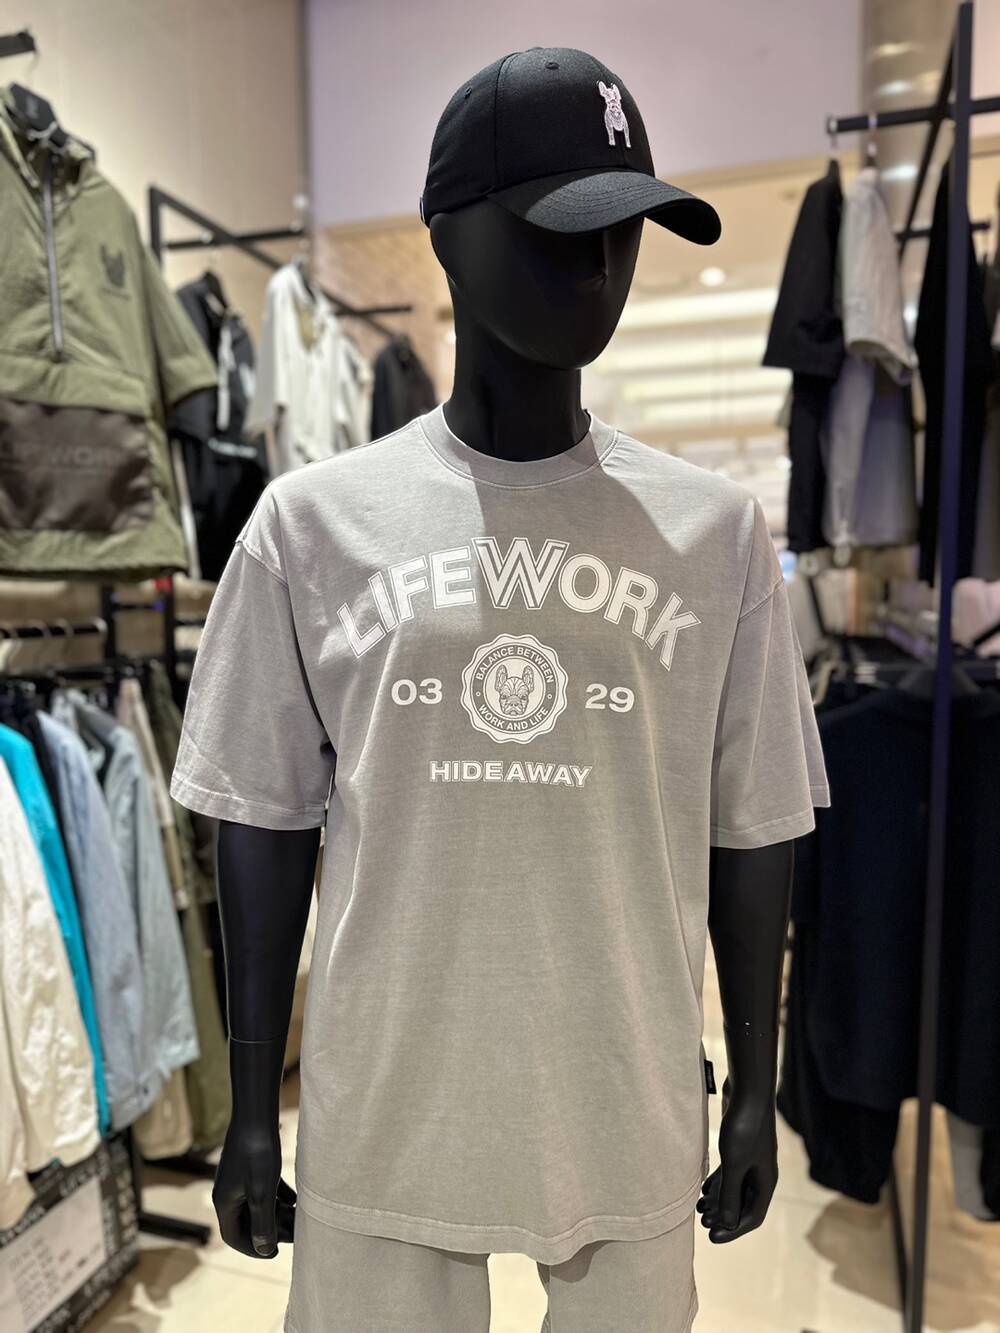 LIFEWORK
BALANCE BETWEEN
03
29
WORK AND LIFE
HIDEAWAY